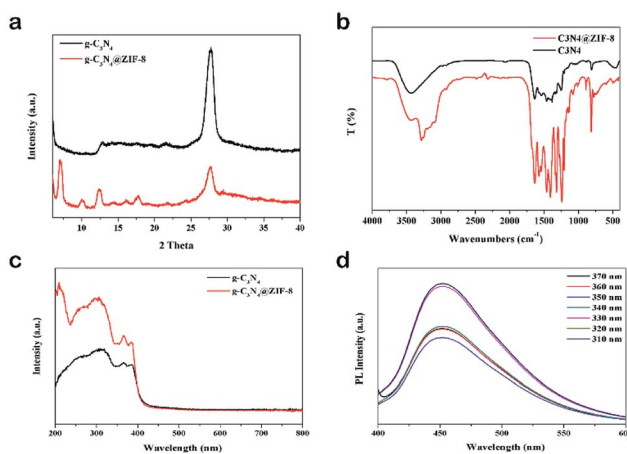 a
g-C₃N₄
g-C₃N₄@ZIF-8
Intensity (a.u.)
10 15 20 25 30 35 40
2 Theta
b
C3N4@ZIF-8
C3N4
T (%)
4000 3500 3000 2500 2000 1500 1000 500
Wavenumbers (cm⁻¹)
c
g-C₃N₄
g-C₃N₄@ZIF-8
Intensity (a.u.)
200 300 400 500 600 700 800
Wavelength (nm)
d
370 nm
360 nm
350 nm
340 nm
330 nm
320 nm
310 nm
PL Intensity (a.u.)
400 450 500 550 600
Wavelength (nm)